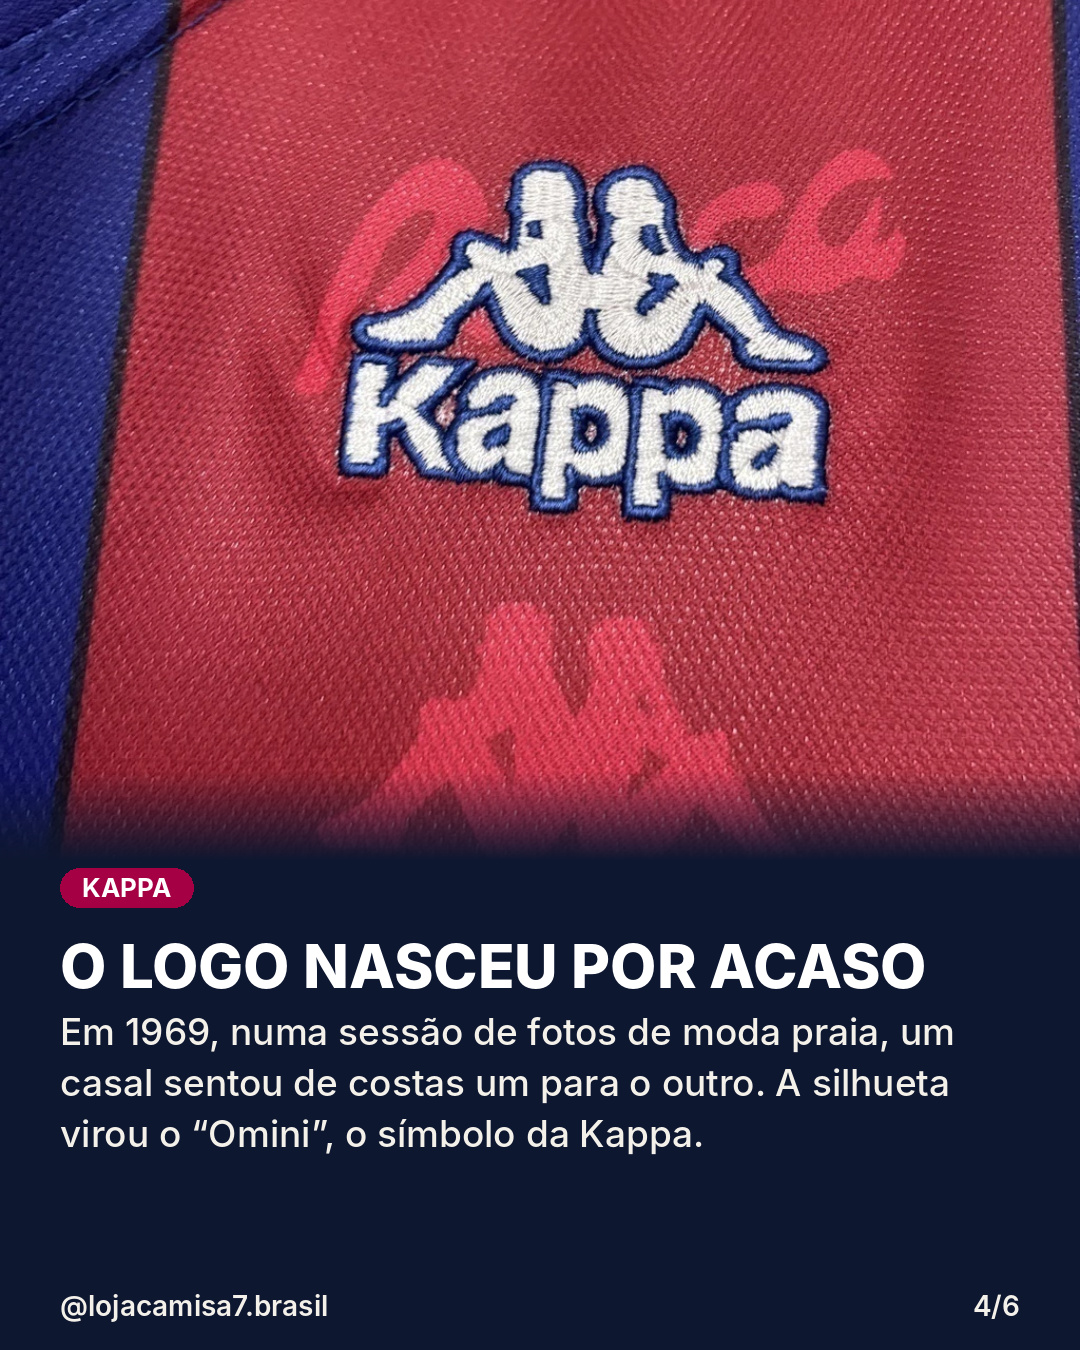 Kappa
KAPPA
O LOGO NASCEU POR ACASO
Em 1969, numa sessão de fotos de moda praia, um
casal sentou de costas um para o outro. A silhueta
virou o “Omini”, o símbolo da Kappa.
@lojacamisa7.brasil
4/6